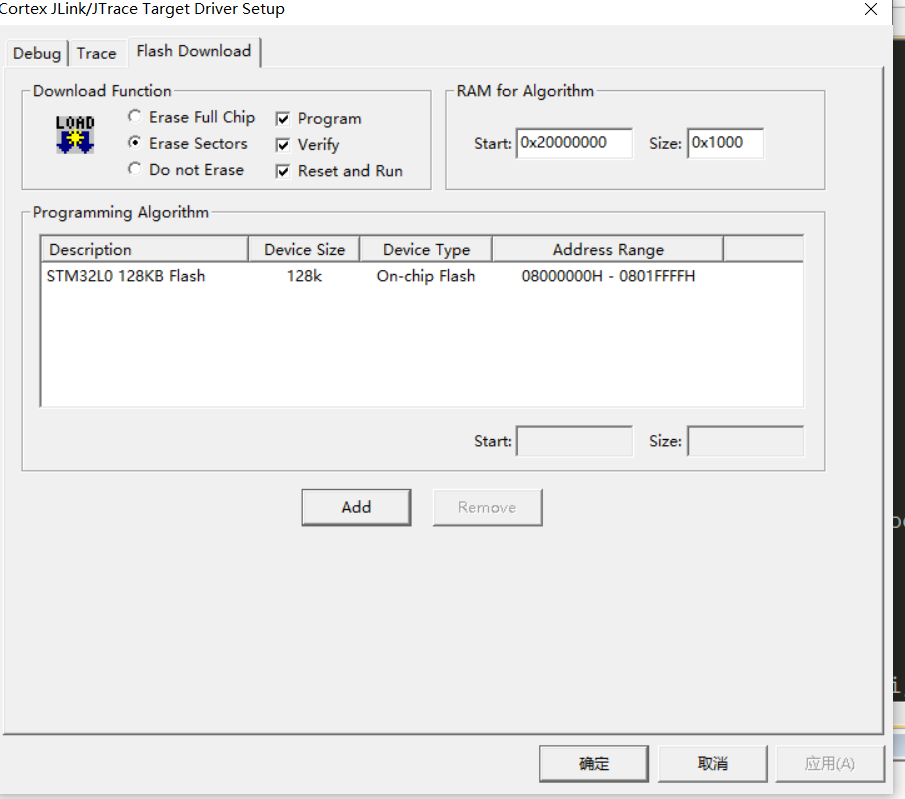 Cortex JLink/JTrace Target Driver Setup
Debug Trace Flash Download
Download Function
LOAD
Erase Full Chip
Erase Sectors
Do not Erase
Program
Verify
Reset and Run
RAM for Algorithm
Start: 0x20000000 Size: 0x1000
Programming Algorithm
Description Device Size Device Type Address Range
STM32L0 128KB Flash 128k On-chip Flash 08000000H - 0801FFFFH
Start: Size:
Add Remove
确定 取消 应用(A)